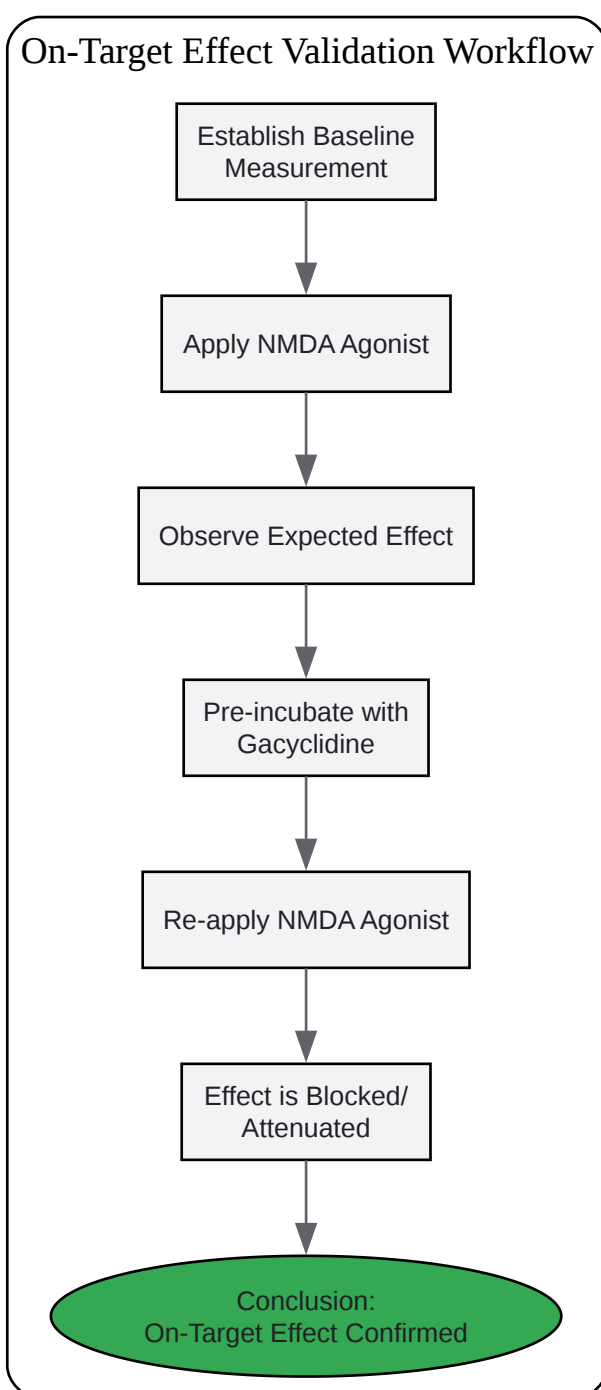 On-Target Effect Validation Workflow
Establish Baseline
Measurement
Apply NMDA Agonist
Observe Expected Effect
Pre-incubate with
Gacyclidine
Re-apply NMDA Agonist
Effect is Blocked/
Attenuated
Conclusion:
On-Target Effect Confirmed